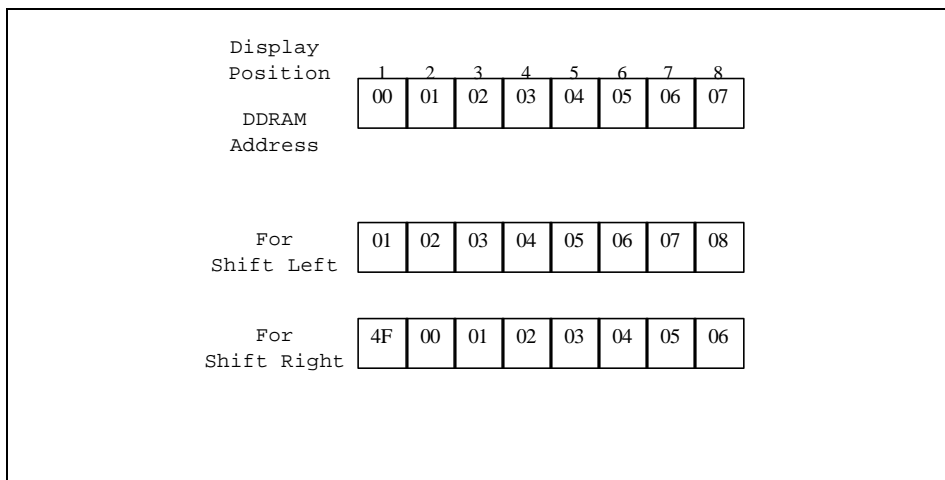 Display
Position 1 2 3 4 5 6 7 8
00 01 02 03 04 05 06 07
DDRAM
Address
For
Shift Left
01 02 03 04 05 06 07 08
For
Shift Right
4F 00 01 02 03 04 05 06